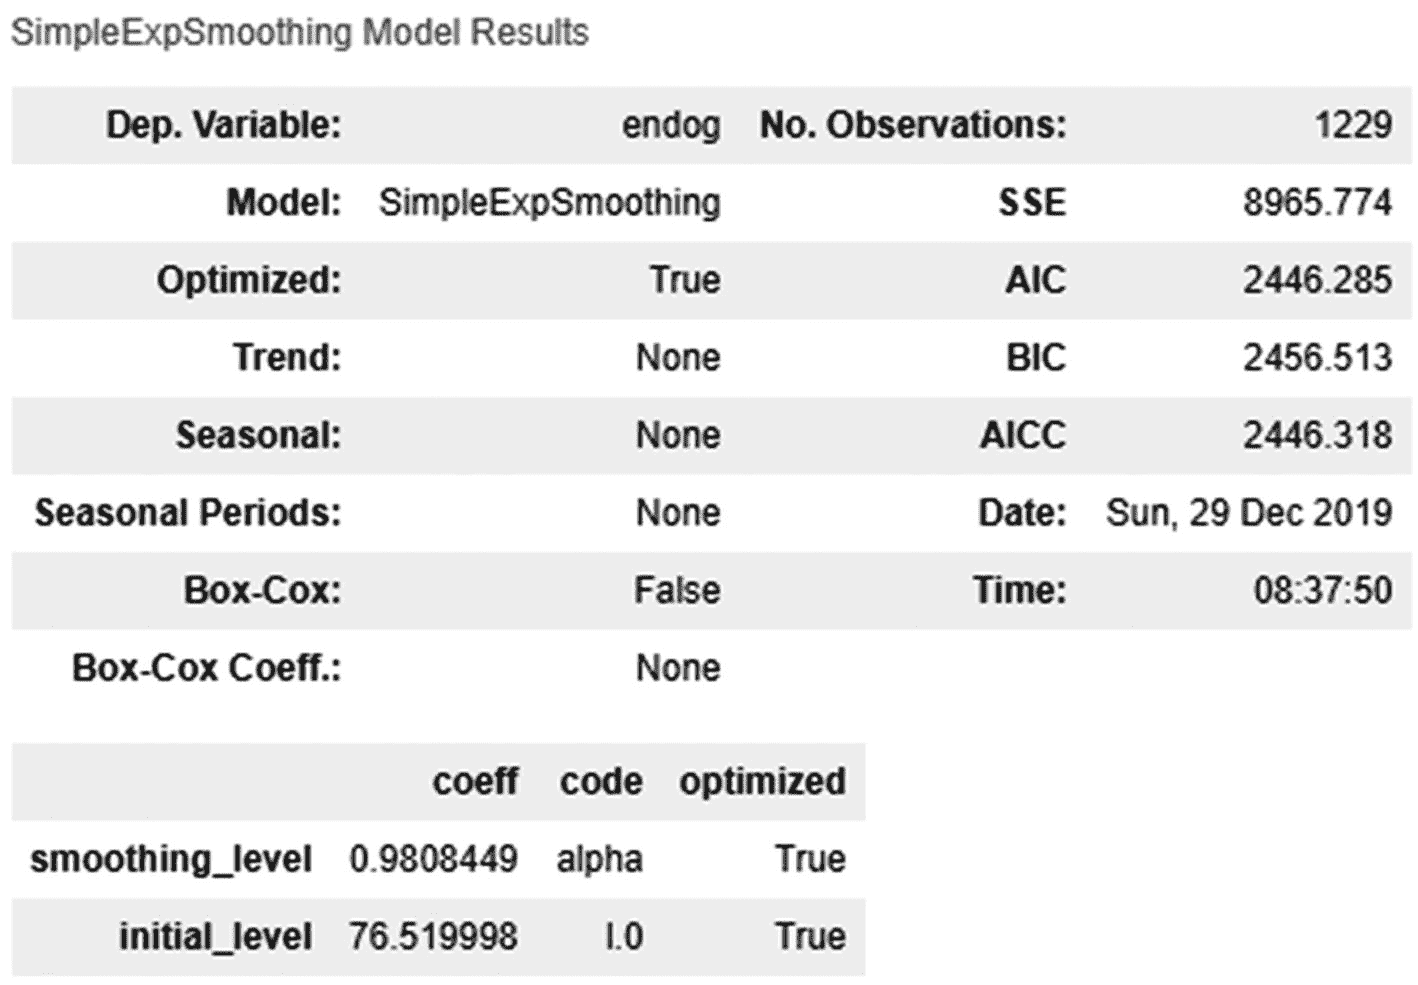 SimpleExpSmoothing Model Results
Dep. Variable: endog No. Observations: 1229
Model: SimpleExpSmoothing SSE 8965.774
Optimized: True AIC 2446.285
Trend: None BIC 2456.513
Seasonal: None AICC 2446.318
Seasonal Periods: None Date: Sun, 29 Dec 2019
Box-Cox: False Time: 08:37:50
Box-Cox Coeff.: None
coeff code optimized
smoothing_level 0.9808449 alpha True
initial_level 76.519998 l.0 True